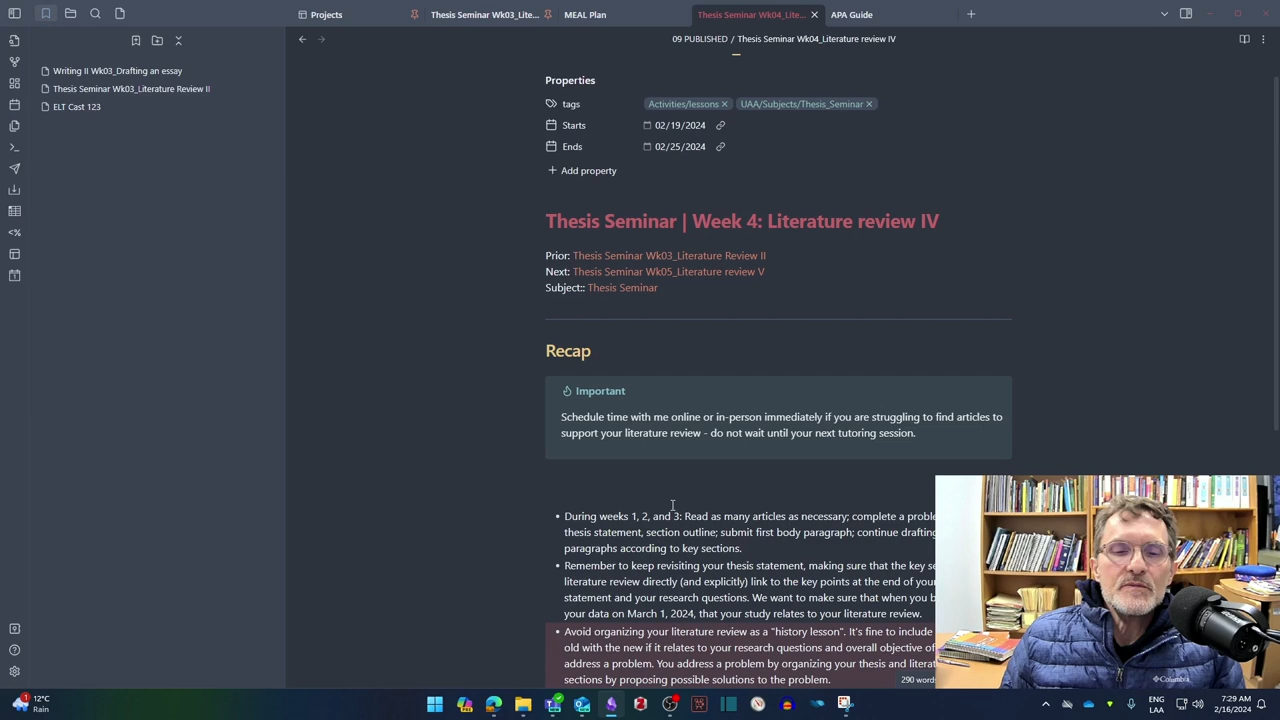 Projects
Thesis Seminar Wk03_Lite...
MEAL Plan
Thesis Seminar Wk04_Lite...
APA Guide
09 PUBLISHED / Thesis Seminar Wk04_Literature review IV
Writing II Wk03_Drafting an essay
Thesis Seminar Wk03_Literature Review II
ELT Cast 123
Properties
tags Activities/lessons UAA/Subjects/Thesis_Seminar
Starts 02/19/2024
Ends 02/25/2024
Add property
Thesis Seminar | Week 4: Literature review IV
Prior: Thesis Seminar Wk03_Literature Review II
Next: Thesis Seminar Wk05_Literature review V
Subject:: Thesis Seminar
Recap
Important
Schedule time with me online or in-person immediately if you are struggling to find articles to
support your literature review - do not wait until your next tutoring session.
• During weeks 1, 2, and 3: Read as many articles as necessary; complete a proble
thesis statement, section outline; submit first body paragraph; continue drafting
paragraphs according to key sections.
• Remember to keep revisiting your thesis statement, making sure that the key se
literature review directly (and explicitly) link to the key points at the end of your
statement and your research questions. We want to make sure that when you b
your data on March 1, 2024, that your study relates to your literature review.
• Avoid organizing your literature review as a "history lesson". It's fine to include
old with the new if it relates to your research questions and overall objective of
address a problem. You address a problem by organizing your thesis and literat
sections by proposing possible solutions to the problem.
290 words
Columbia
1
12°C
Rain
ENG
LAA
7:29 AM
2/16/2024